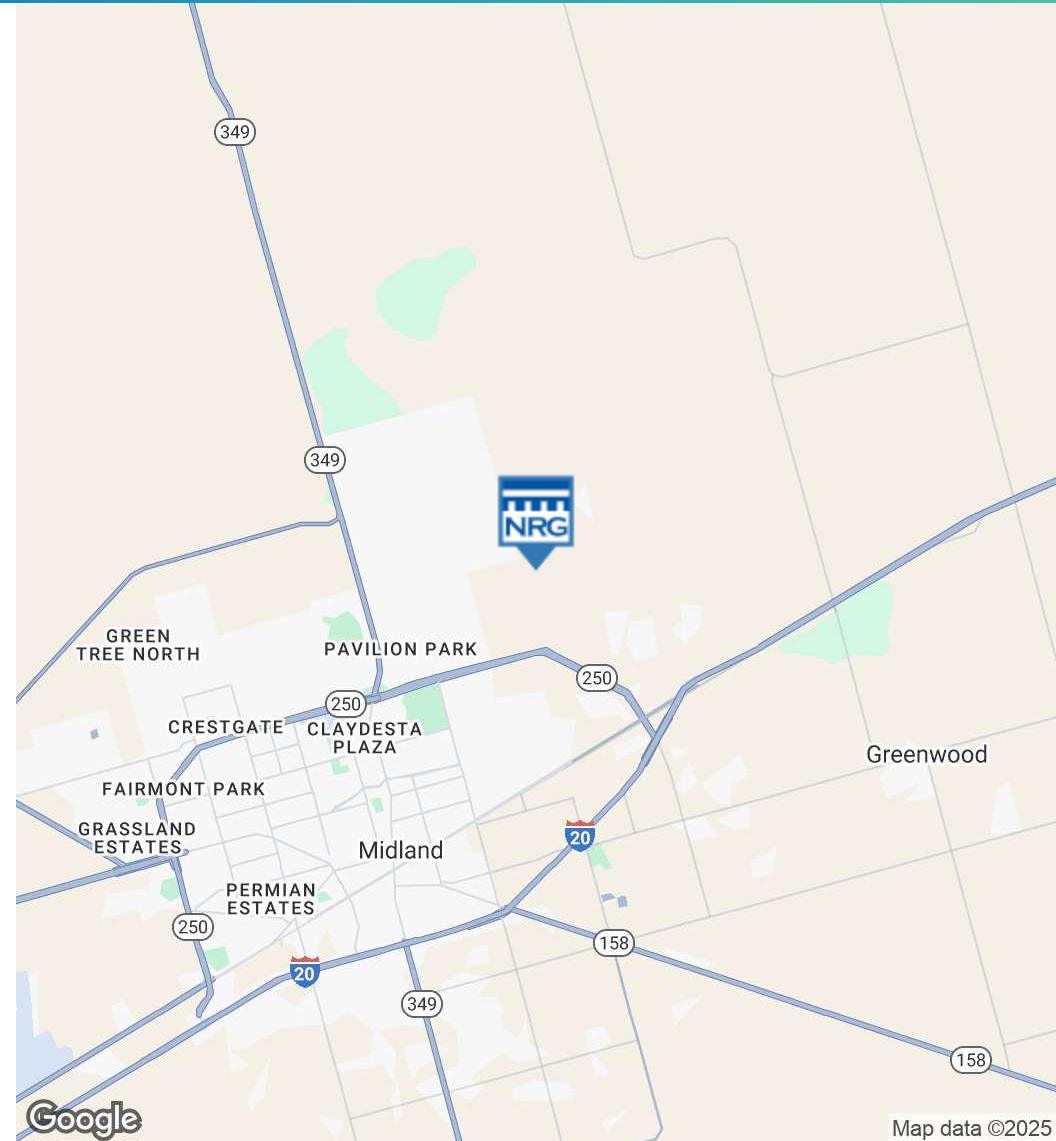 349
349
NRG
GREEN
TREE NORTH
PAVILION PARK
250
250
CRESTGATE
CLAYDESTA
PLAZA
Greenwood
FAIRMONT PARK
GRASSLAND
ESTATES
20
Midland
PERMIAN
ESTATES
250
158
20
349
158
Google
Map data ©2025